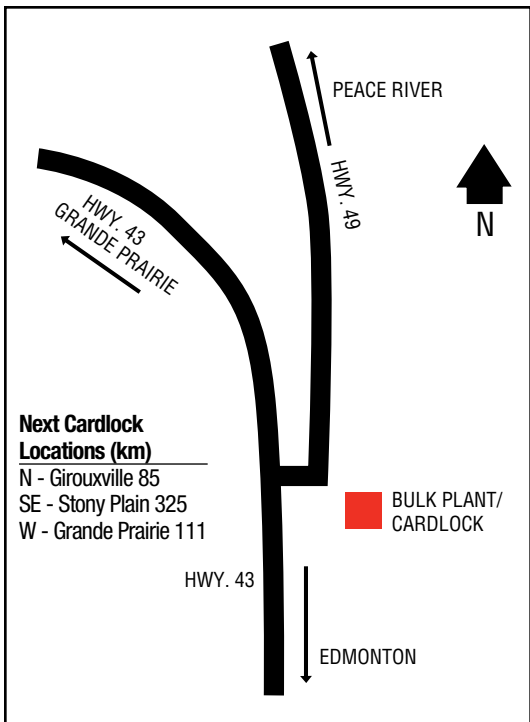 PEACE RIVER
HWY. 49
N
HWY. 43
GRANDE PRAIRIE
Next Cardlock
Locations (km)
N - Girouxville 85
SE - Stony Plain 325
W - Grande Prairie 111
BULK PLANT/
CARDLOCK
HWY. 43
EDMONTON